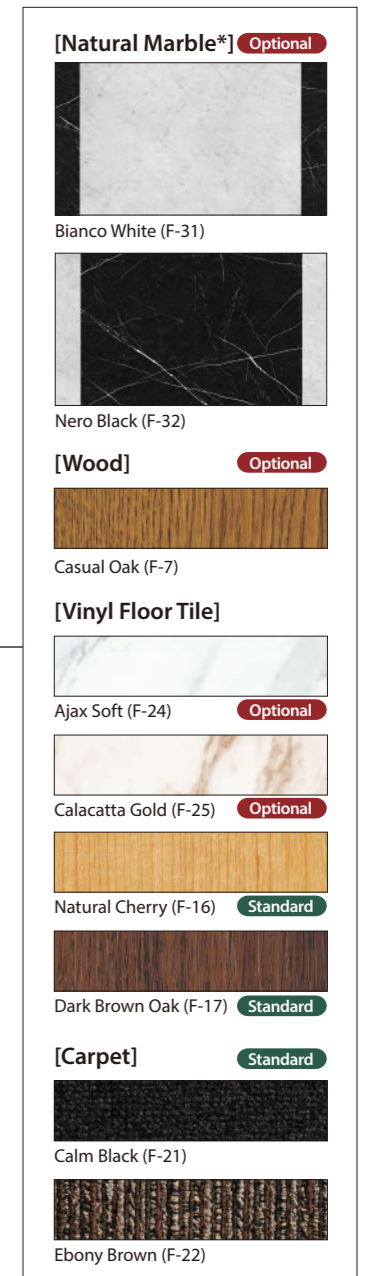 [Natural Marble*] Optional
Bianco White (F-31)
Nero Black (F-32)
[Wood] Optional
Casual Oak (F-7)
[Vinyl Floor Tile]
Ajax Soft (F-24) Optional
Calacatta Gold (F-25) Optional
Natural Cherry (F-16) Standard
Dark Brown Oak (F-17) Standard
[Carpet] Standard
Calm Black (F-21)
Ebony Brown (F-22)